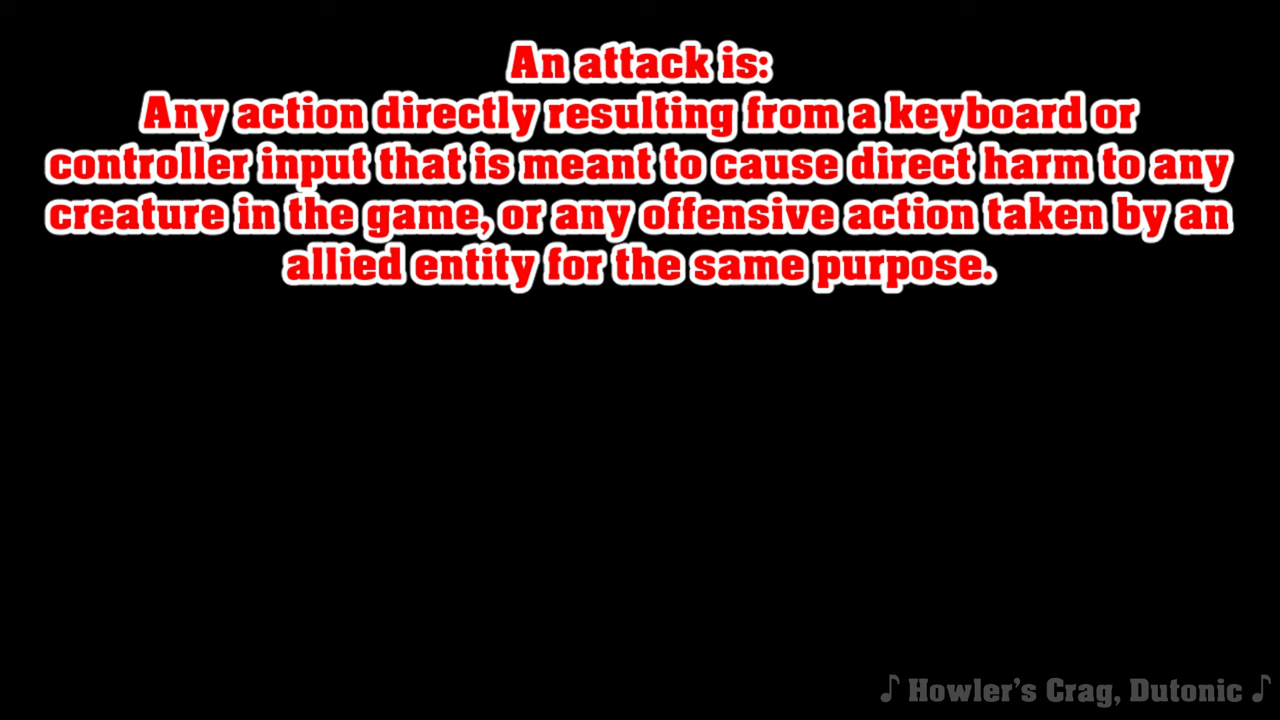 An attack is:
Any action directly resulting from a keyboard or
controller input that is meant to cause direct harm to any
creature in the game, or any offensive action taken by an
allied entity for the same purpose.
♪ Howler's Crag, Dutonic ♪